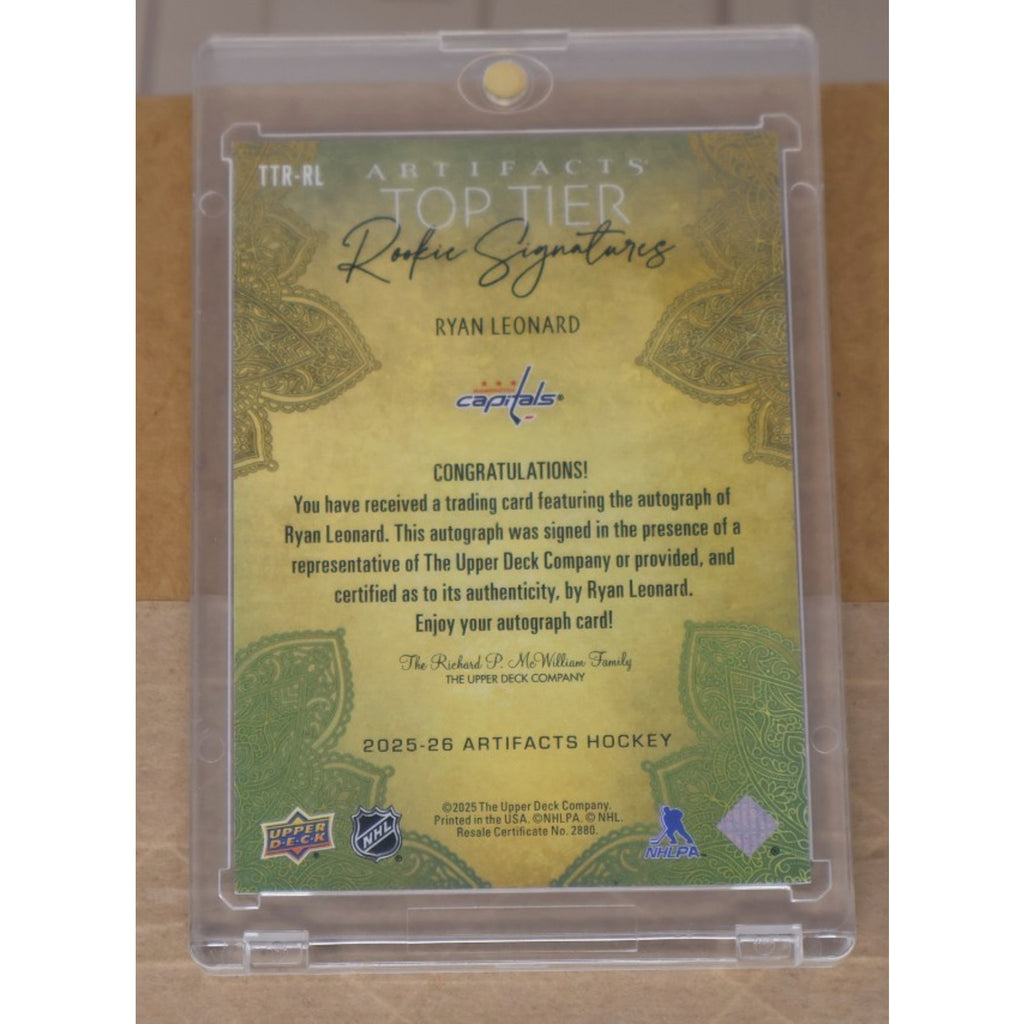 TTR-RL
ARTIFACTS
TOP TIER
Rookie Signatures
RYAN LEONARD
capitals®
CONGRATULATIONS!
You have received a trading card featuring the autograph of
Ryan Leonard. This autograph was signed in the presence of a
representative of The Upper Deck Company or provided, and
certified as to its authenticity, by Ryan Leonard.
Enjoy your autograph card!
The Richard P. McWilliam Family
THE UPPER DECK COMPANY
2025-26 ARTIFACTS HOCKEY
©2025 The Upper Deck Company.
Printed in the USA. ©NHLPA. © NHL.
Resale Certificate No. 2880.
UPPER
D·E·C·K
NHL
NHLPA